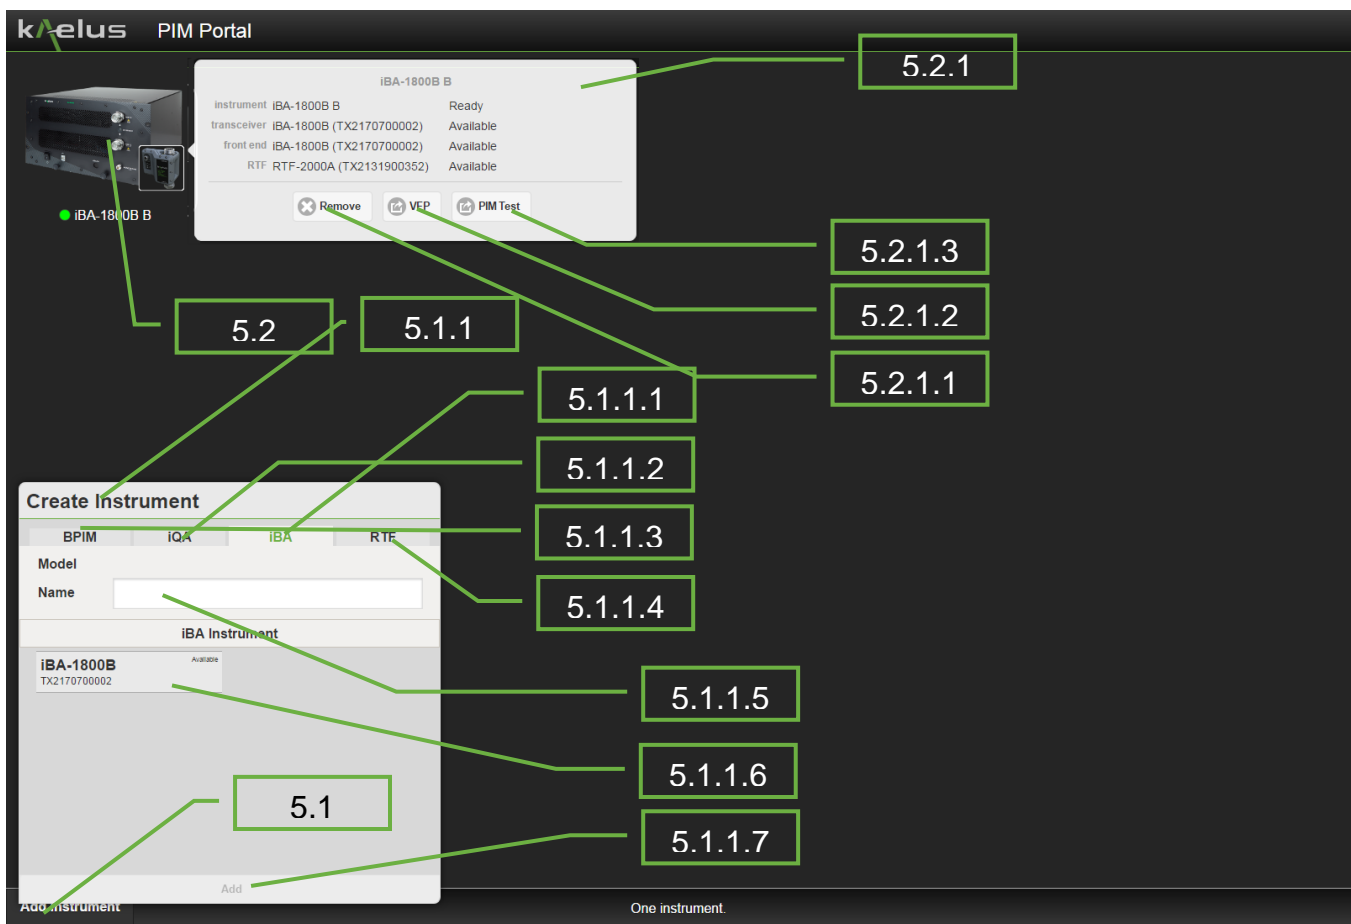 kaelus PIM Portal
5.2.1
iBA-1800B B
instrument iBA-1800B B Ready
transceiver iBA-1800B (TX2170700002) Available
front end iBA-1800B (TX2170700002) Available
RTF RTF-2000A (TX2131900352) Available
Remove VEP PIM Test
iBA-1800B B
5.2.1.3
5.2.1.2
5.2.1.1
5.2
5.1.1
5.1.1.1
5.1.1.2
5.1.1.3
5.1.1.4
Create Instrument
BPIM iQA iBA RTF
Model
Name
iBA Instrument
iBA-1800B Available
TX2170700002
5.1.1.5
5.1.1.6
5.1
5.1.1.7
Add
Add Instrument
One instrument.